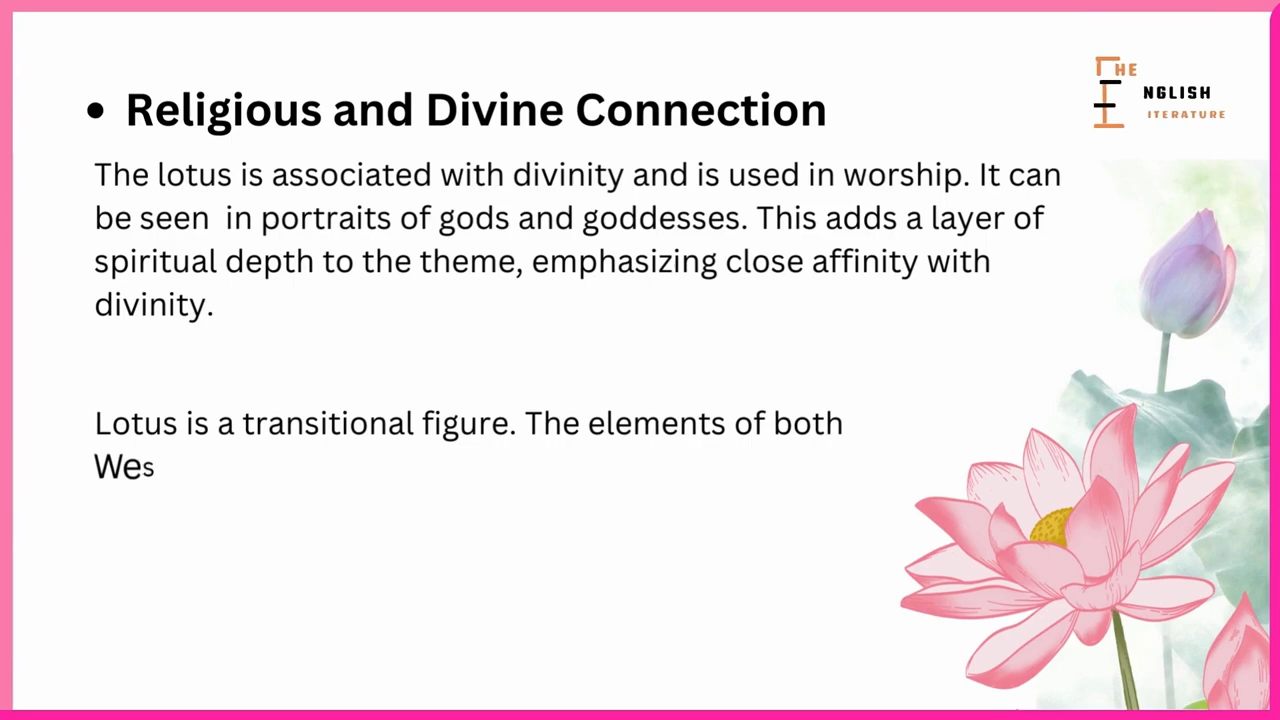 THE
ENGLISH
LITERATURE
• Religious and Divine Connection
The lotus is associated with divinity and is used in worship. It can
be seen in portraits of gods and goddesses. This adds a layer of
spiritual depth to the theme, emphasizing close affinity with
divinity.
Lotus is a transitional figure. The elements of both
Wes